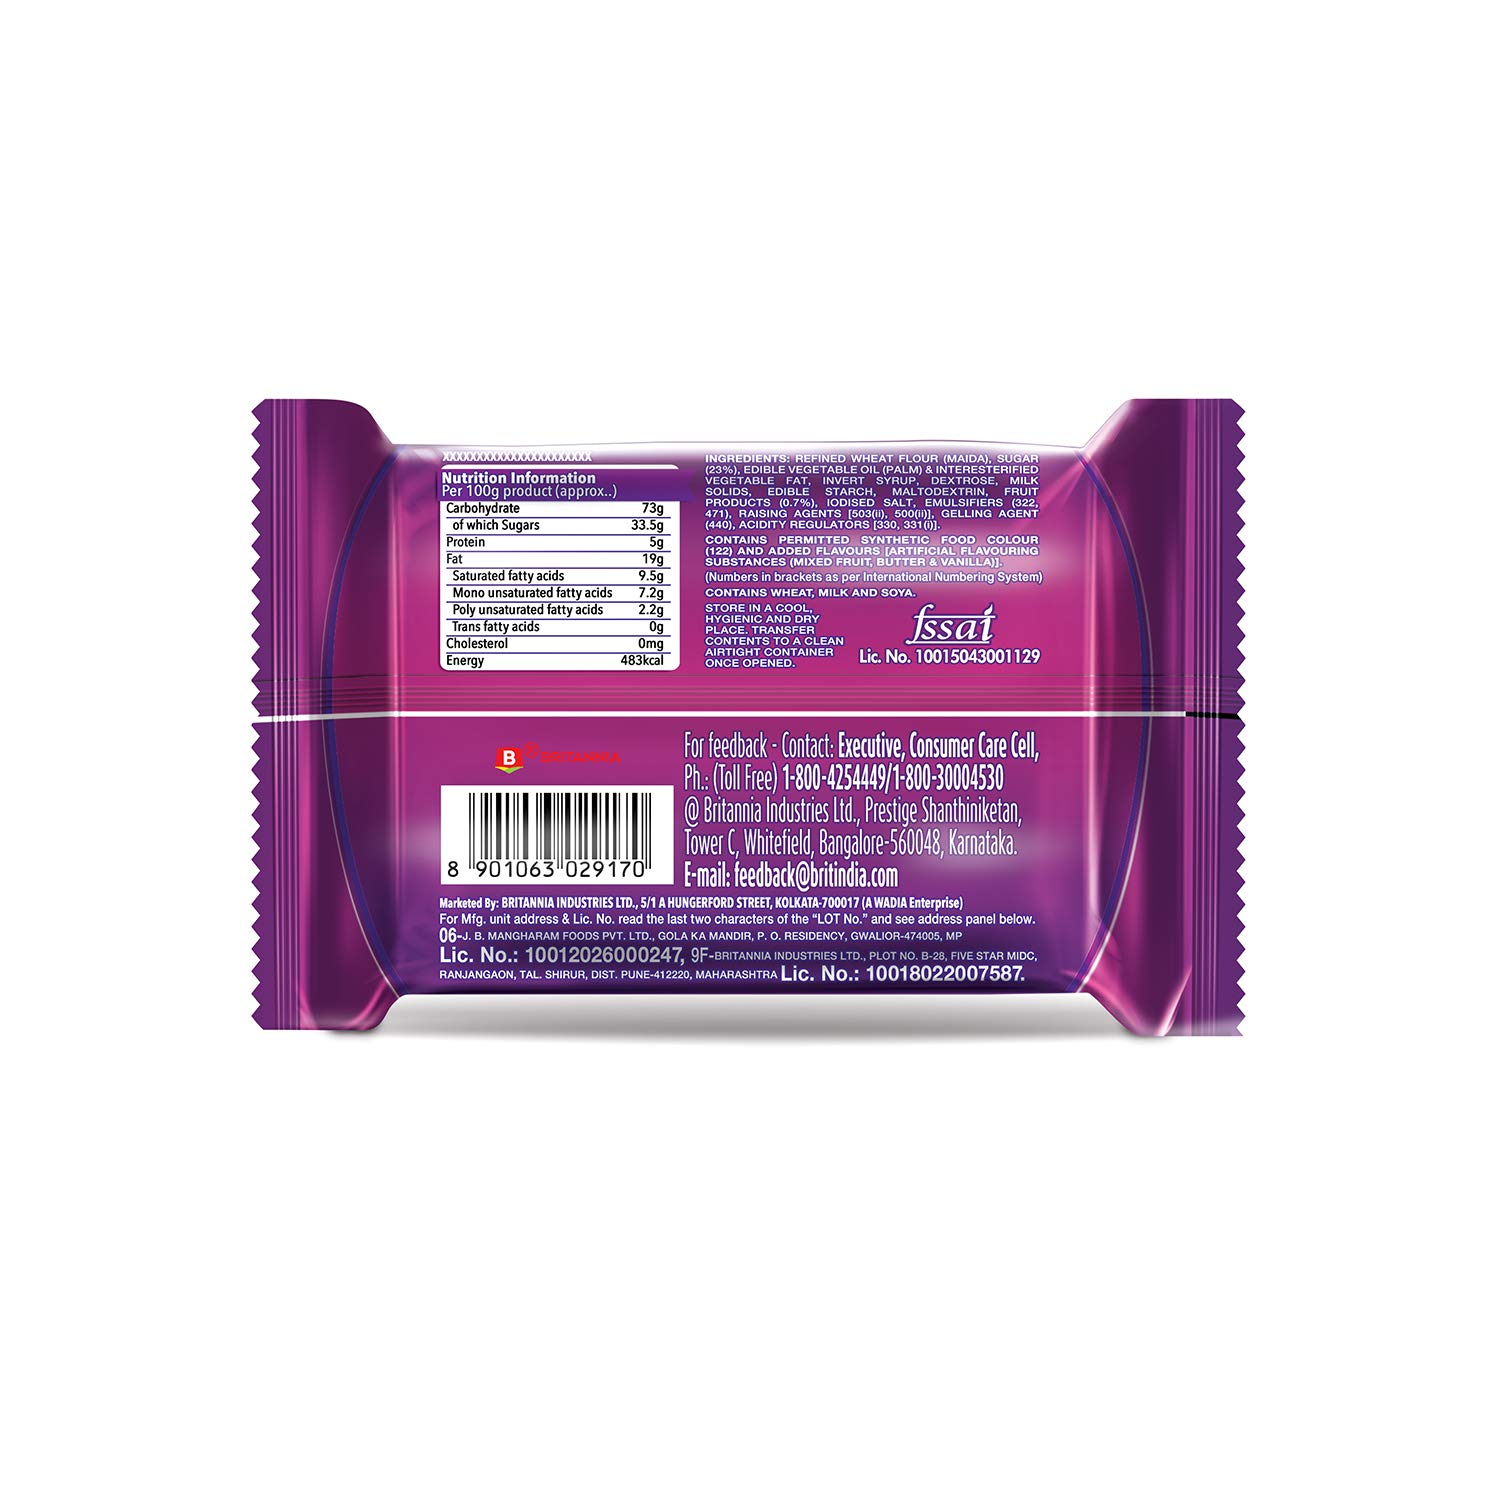 XXXXXXXXXXXXXXXXXXXXXX
Nutrition Information
Per 100g product (approx..)
Carbohydrate 73g
of which Sugars 33.5g
Protein 5g
Fat 19g
Saturated fatty acids 9.5g
Mono unsaturated fatty acids 7.2g
Poly unsaturated fatty acids 2.2g
Trans fatty acids 0g
Cholesterol 0mg
Energy 483kcal
INGREDIENTS: REFINED WHEAT FLOUR (MAIDA), SUGAR
(23%), EDIBLE VEGETABLE OIL (PALM) & INTERESTERIFIED
VEGETABLE FAT, INVERT SYRUP, DEXTROSE, MILK
SOLIDS, EDIBLE STARCH, MALTODEXTRIN, FRUIT
PRODUCTS (0.7%), IODISED SALT, EMULSIFIERS (322,
471), RAISING AGENTS [503(ii), 500(ii)], GELLING AGENT
(440), ACIDITY REGULATORS [330, 331(i)].
CONTAINS PERMITTED SYNTHETIC FOOD COLOUR
(122) AND ADDED FLAVOURS [ARTIFICIAL FLAVOURING
SUBSTANCES (MIXED FRUIT, BUTTER & VANILLA)].
(Numbers in brackets as per International Numbering System)
CONTAINS WHEAT, MILK AND SOYA.
STORE IN A COOL,
HYGIENIC AND DRY
PLACE. TRANSFER
CONTENTS TO A CLEAN
AIRTIGHT CONTAINER
ONCE OPENED.
fssai
Lic. No. 10015043001129
B BRITANNIA
8 901063 029170
For feedback - Contact: Executive, Consumer Care Cell,
Ph.: (Toll Free) 1-800-4254449/1-800-30004530
@ Britannia Industries Ltd., Prestige Shanthiniketan,
Tower C, Whitefield, Bangalore-560048, Karnataka.
E-mail: feedback@britindia.com
Marketed By: BRITANNIA INDUSTRIES LTD., 5/1 A HUNGERFORD STREET, KOLKATA-700017 (A WADIA Enterprise)
For Mfg. unit address & Lic. No. read the last two characters of the “LOT No.” and see address panel below.
06-J. B. MANGHARAM FOODS PVT. LTD., GOLA KA MANDIR, P. O. RESIDENCY, GWALIOR-474005, MP
Lic. No.: 10012026000247, 9F-BRITANNIA INDUSTRIES LTD., PLOT NO. B-28, FIVE STAR MIDC,
RANJANGAON, TAL. SHIRUR, DIST. PUNE-412220, MAHARASHTRA Lic. No.: 10018022007587.